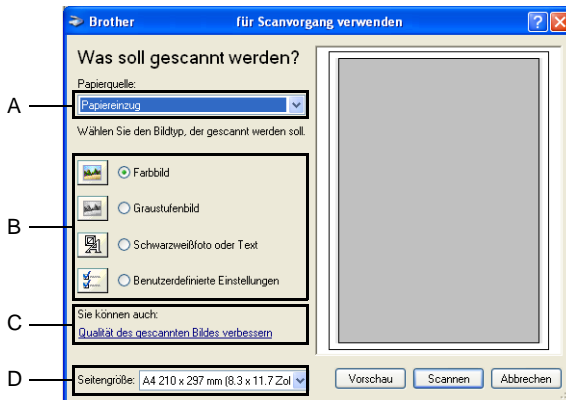 Brother für Scanvorgang verwenden
Was soll gescannt werden?
Papierquelle:
A
Papiereinzug
Wählen Sie den Bildtyp, der gescannt werden soll.
B
Farbbild
Graustufenbild
Schwarzweißfoto oder Text
Benutzerdefinierte Einstellungen
C
Sie können auch:
Qualität des gescannten Bildes verbessern
D
Seitengröße: A4 210 x 297 mm (8.3 x 11.7 Zol
Vorschau Scannen Abbrechen